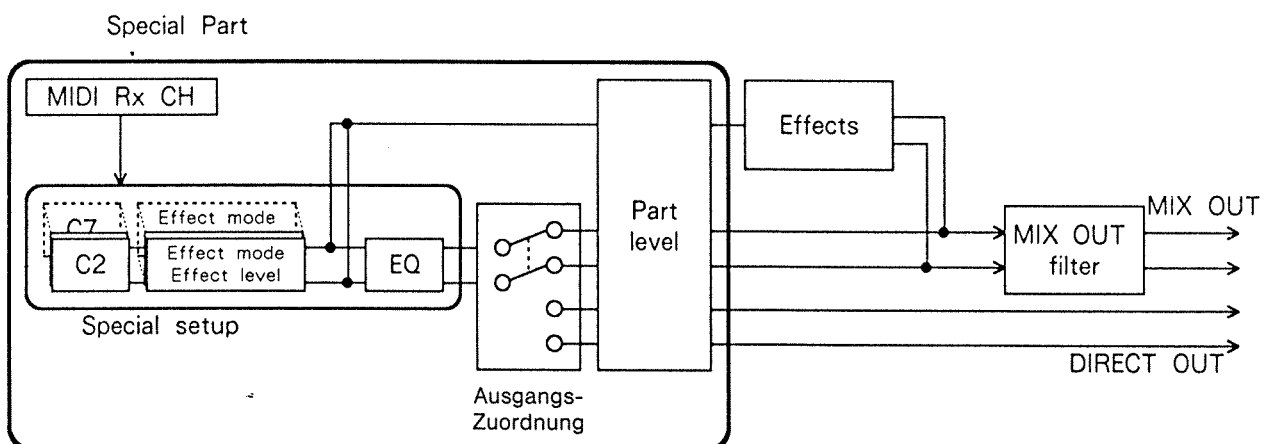 Special Part
MIDI Rx CH
Effects
C7
Effect mode
Part
level
MIX OUT
MIX OUT
filter
C2
Effect mode
Effect level
EQ
Special setup
DIRECT OUT
Ausgangs-
Zuordnung